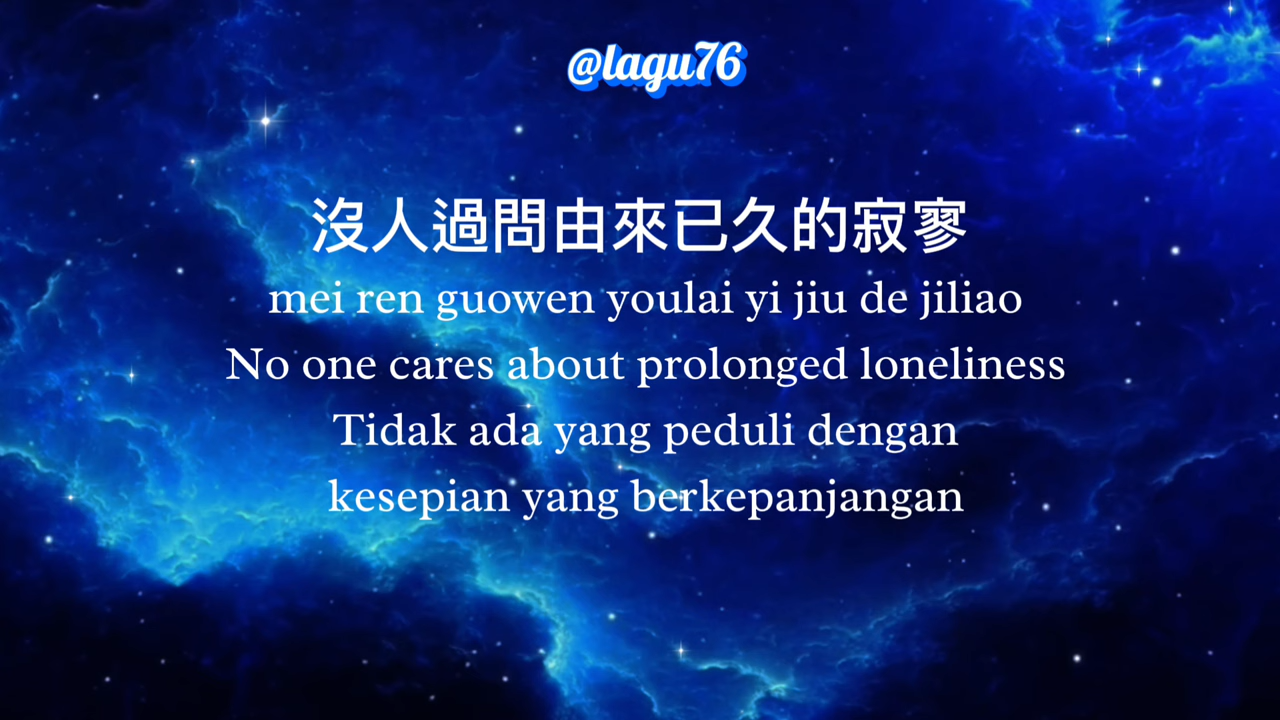 @lagu76
沒人過問由來已久的寂寥
mei ren guowen youlai yi jiu de jiliao
No one cares about prolonged loneliness
Tidak ada yang peduli dengan
kesepian yang berkepanjangan